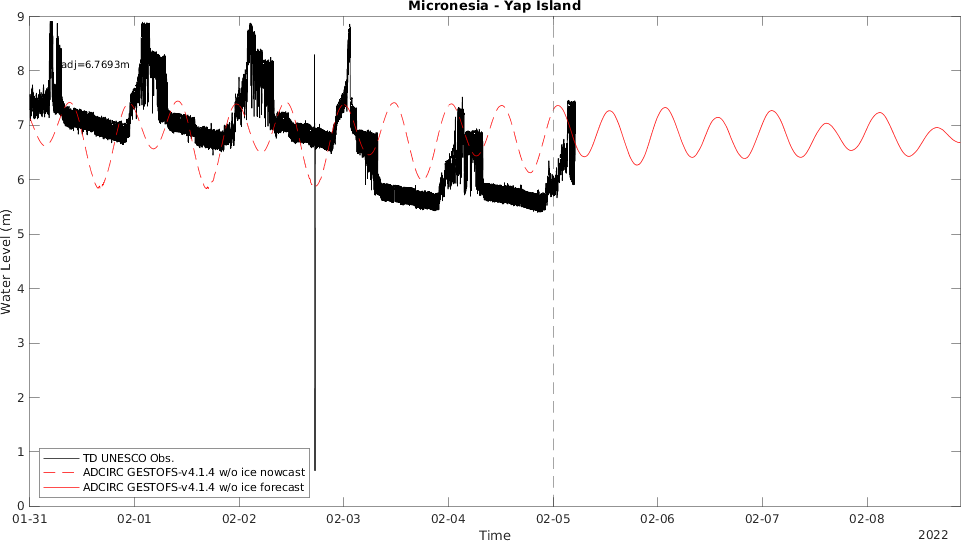 Micronesia - Yap Island
adj=6.7693m
Water Level (m)
9
8
7
6
5
4
3
2
1
0
TD UNESCO Obs.
ADCIRC GESTOFS-v4.1.4 w/o ice nowcast
ADCIRC GESTOFS-v4.1.4 w/o ice forecast
01-31 02-01 02-02 02-03 02-04 02-05 02-06 02-07 02-08
Time
2022